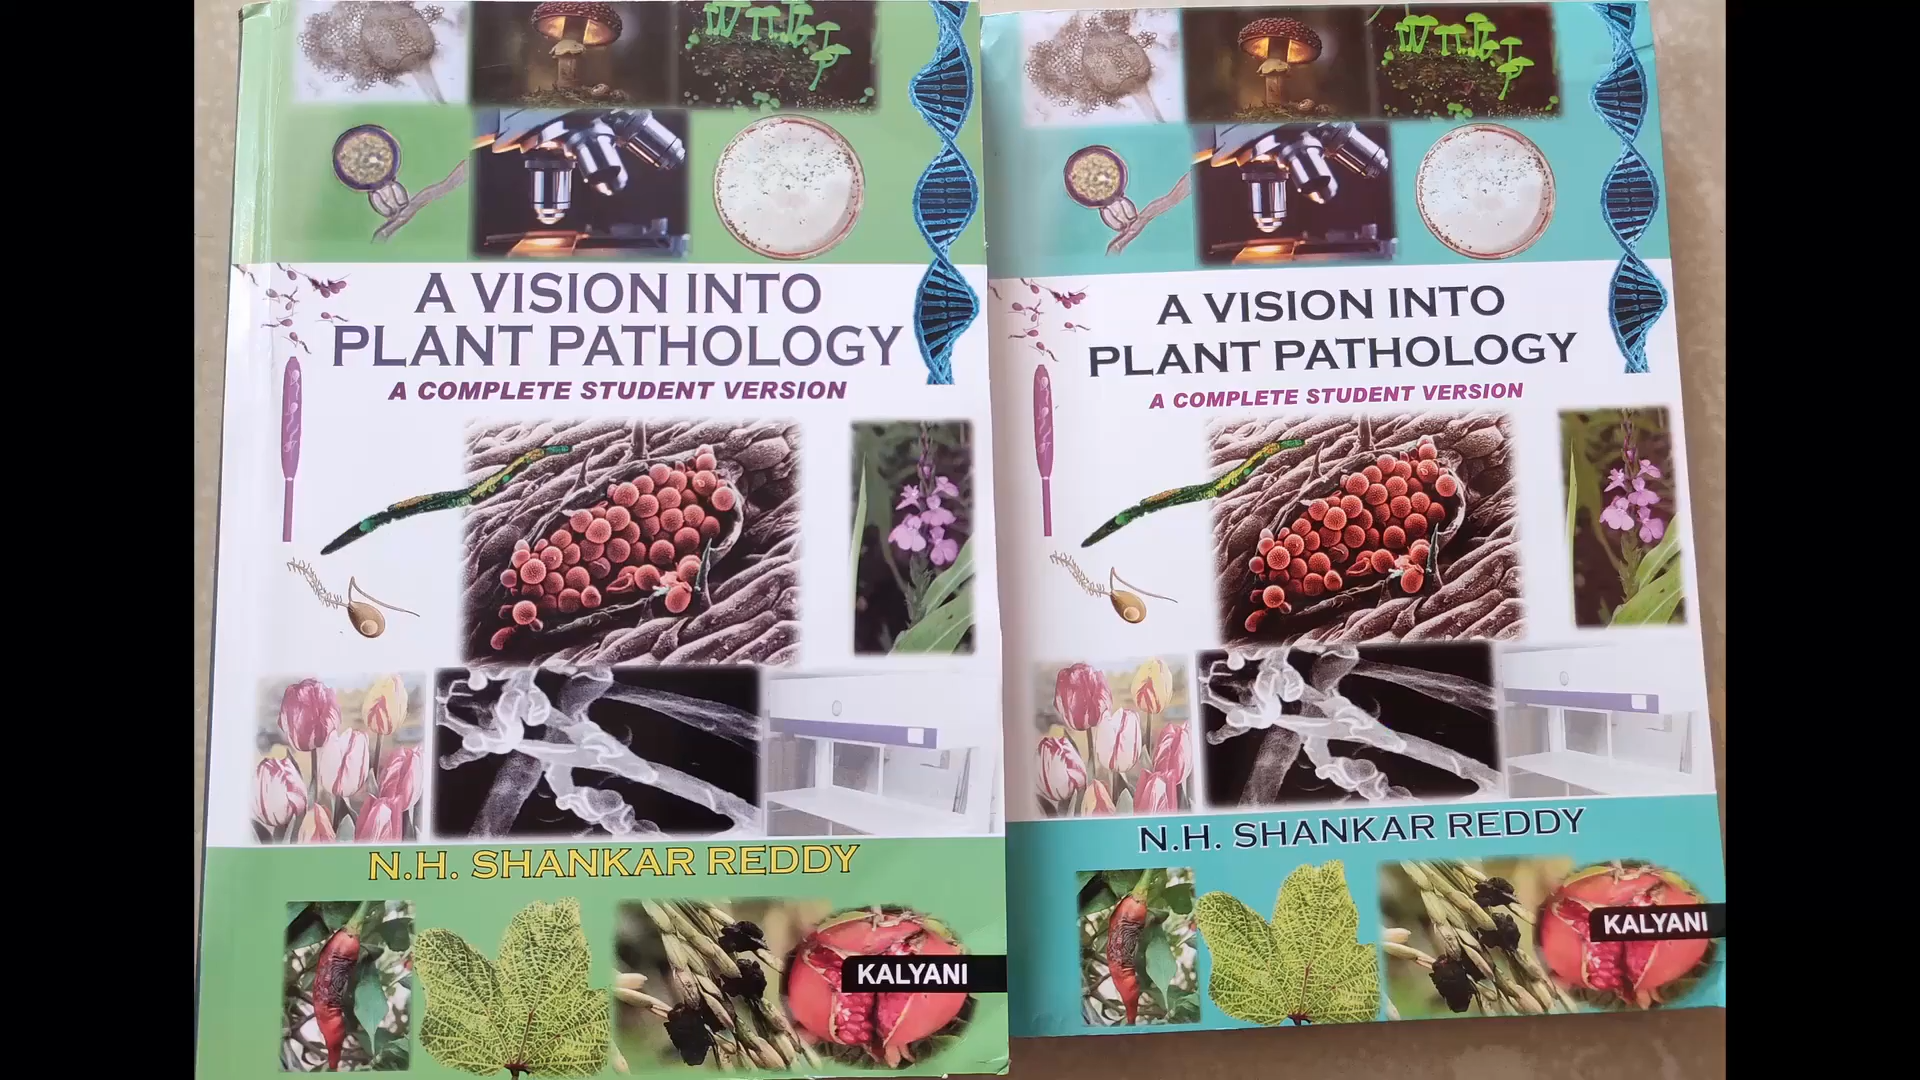 A VISION INTO
PLANT PATHOLOGY
A COMPLETE STUDENT VERSION
N.H. SHANKAR REDDY
KALYANI
A VISION INTO
PLANT PATHOLOGY
A COMPLETE STUDENT VERSION
N.H. SHANKAR REDDY
KALYANI